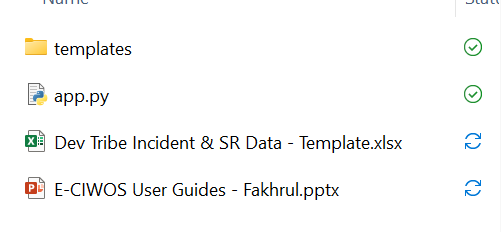 templates
app.py
Dev Tribe Incident & SR Data - Template.xlsx
E-CIWOS User Guides - Fakhrul.pptx